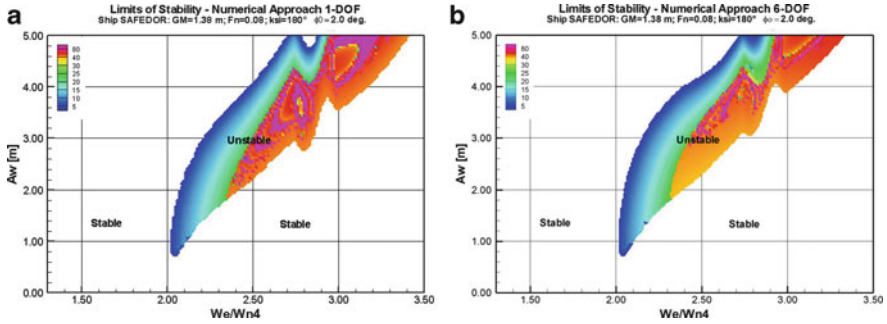 a
Limits of Stability - Numerical Approach 1-DOF
Ship SAFEDOR: GM=1.38 m; Fn=0.08; ksi=180° ϕo=2.0 deg.
5.00
4.00
3.00
2.00
1.00
0.00
Aw [m]
80
40
35
30
25
20
15
10
5
Unstable
Stable
Stable
1.50
2.00
2.50
3.00
3.50
We/Wn4
b
Limits of Stability - Numerical Approach 6-DOF
Ship SAFEDOR: GM=1.38 m; Fn=0.08; ksi=180° ϕo=2.0 deg.
5.00
4.00
3.00
2.00
1.00
0.00
Aw [m]
80
40
35
30
25
20
15
10
5
Unstable
Stable
Stable
1.50
2.00
2.50
3.00
3.50
We/Wn4